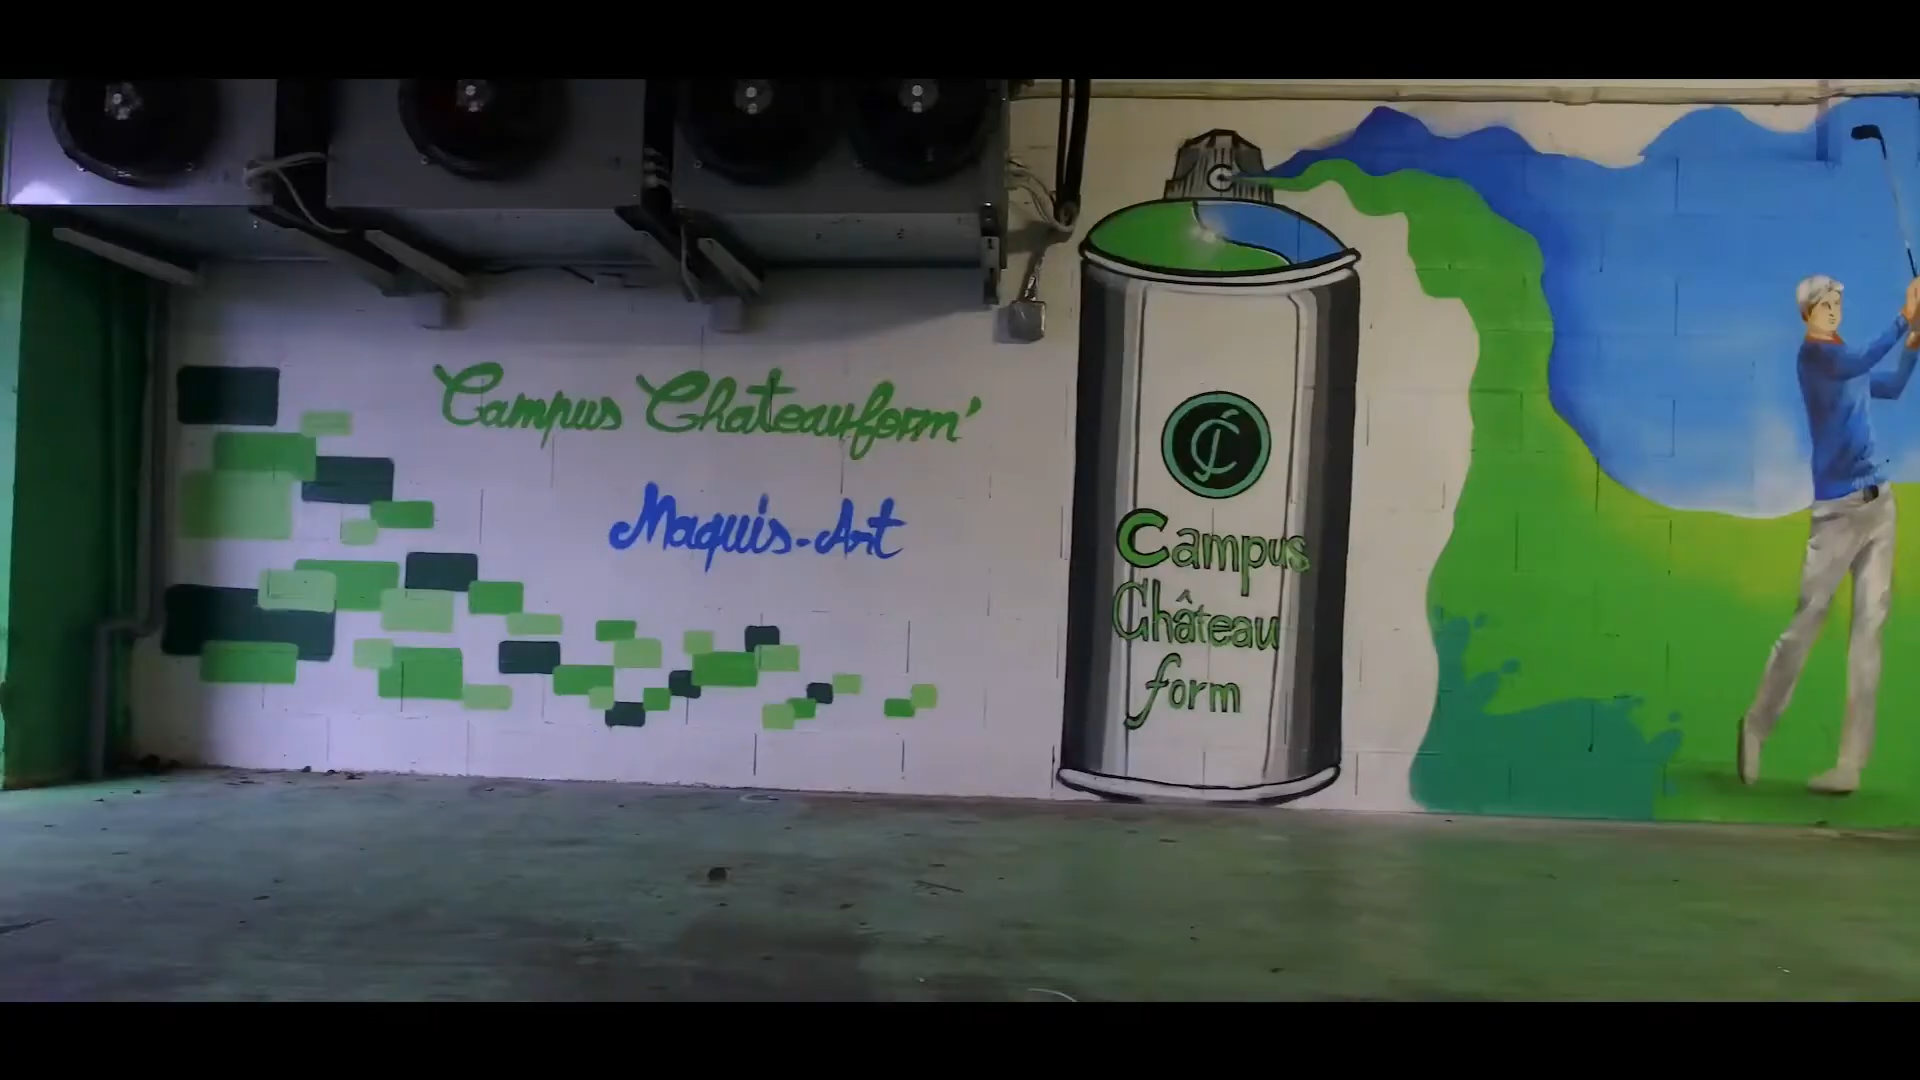 Campus Chateauform'
Maquis-Art
Campus
Château
form